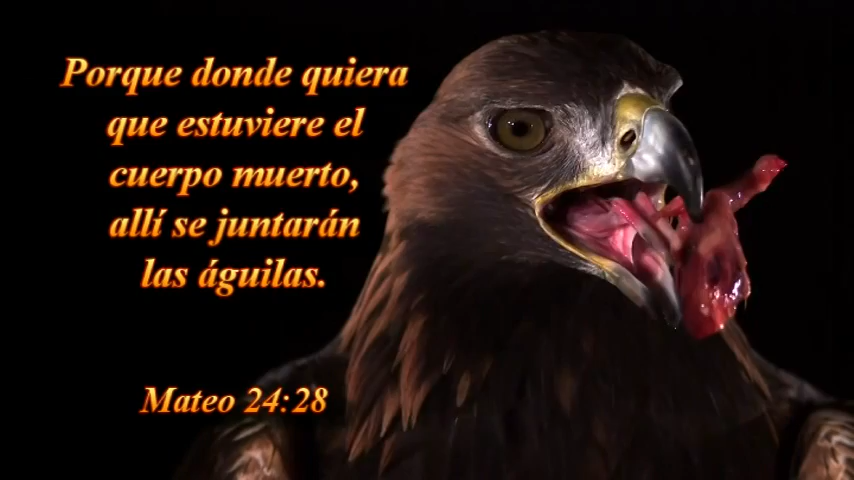 Porque donde quiera
que estuviere el
cuerpo muerto,
allí se juntarán
las águilas.
Mateo 24:28